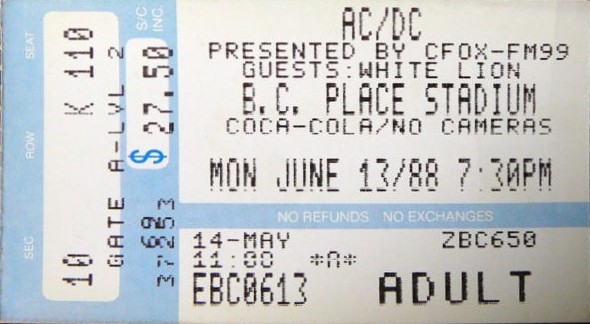 SEC ROW SEAT
10 K 110
GATE A-LVL 2
$ 27.50 S/C INC.
AC/DC
PRESENTED BY CFOX-FM99
GUESTS:WHITE LION
B.C. PLACE STADIUM
COCA-COLA/NO CAMERAS
MON JUNE 13/88 7:30PM
NO REFUNDS NO EXCHANGES
14-MAY ZBC650
11:00 *A*
EBC0613 ADULT